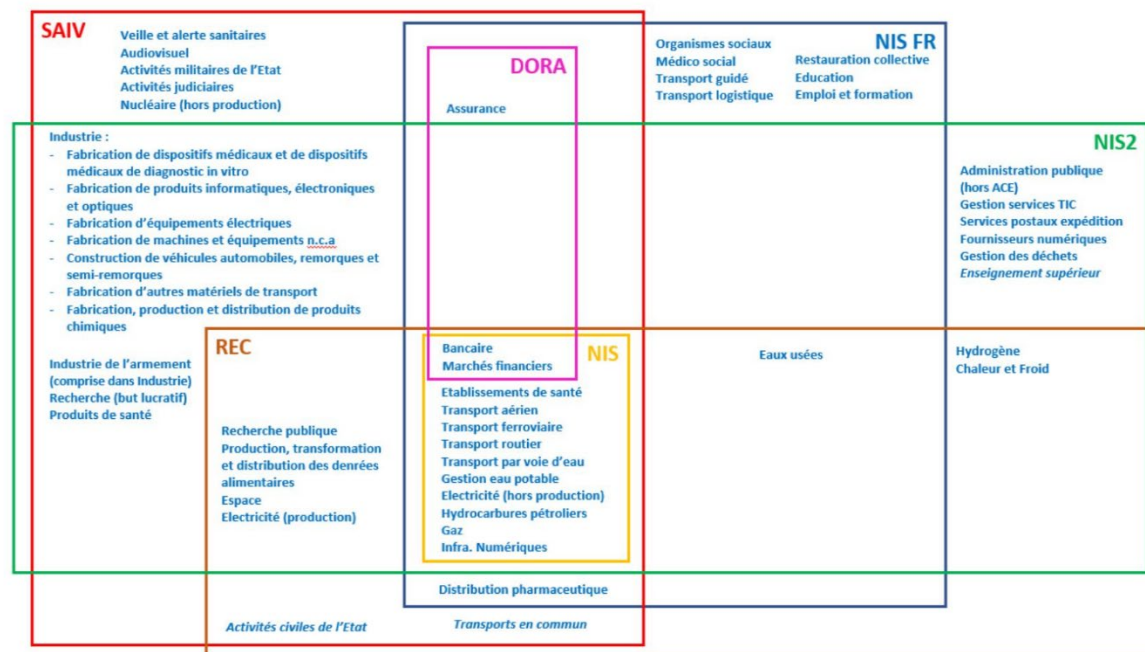 SAIV
Veille et alerte sanitaires
Audiovisuel
Activités militaires de l'Etat
Activités judiciaires
Nucléaire (hors production)
DORA
Assurance
NIS FR
Organismes sociaux
Médico social
Transport guidé
Transport logistique
Restauration collective
Education
Emploi et formation
NIS2
Industrie :
- Fabrication de dispositifs médicaux et de dispositifs
médicaux de diagnostic in vitro
- Fabrication de produits informatiques, électroniques
et optiques
- Fabrication d'équipements électriques
- Fabrication de machines et équipements n.c.a
- Construction de véhicules automobiles, remorques et
semi-remorques
- Fabrication d'autres matériels de transport
- Fabrication, production et distribution de produits
chimiques
Industrie de l'armement
(comprise dans Industrie)
Recherche (but lucratif)
Produits de santé
Administration publique
(hors ACE)
Gestion services TIC
Services postaux expédition
Fournisseurs numériques
Gestion des déchets
Enseignement supérieur
REC
Recherche publique
Production, transformation
et distribution des denrées
alimentaires
Espace
Electricité (production)
NIS
Bancaire
Marchés financiers
Etablissements de santé
Transport aérien
Transport ferroviaire
Transport routier
Transport par voie d'eau
Gestion eau potable
Electricité (hors production)
Hydrocarbures pétroliers
Gaz
Infra. Numériques
Eaux usées
Hydrogène
Chaleur et Froid
Distribution pharmaceutique
Activités civiles de l'Etat
Transports en commun